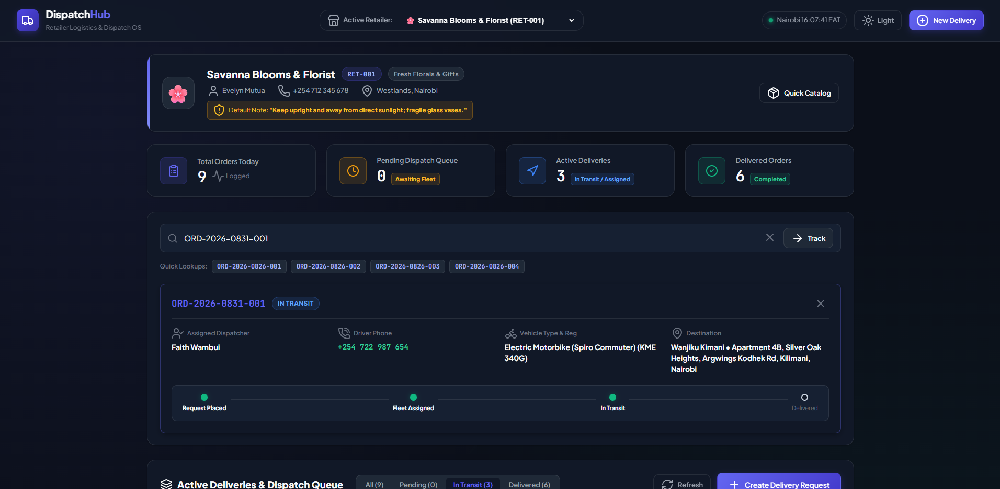 DispatchHub
Retailer Logistics & Dispatch OS
Active Retailer:
Savanna Blooms & Florist (RET-001)
Nairobi 16:07:41 EAT
Light
New Delivery
Savanna Blooms & Florist
RET-001
Fresh Florals & Gifts
Evelyn Mutua
+254 712 345 678
Westlands, Nairobi
Default Note: "Keep upright and away from direct sunlight; fragile glass vases."
Quick Catalog
Total Orders Today
9 Logged
Pending Dispatch Queue
0 Awaiting Fleet
Active Deliveries
3 In Transit / Assigned
Delivered Orders
6 Completed
ORD-2026-0831-001
Track
Quick Lookups:
ORD-2026-0826-001
ORD-2026-0826-002
ORD-2026-0826-003
ORD-2026-0826-004
ORD-2026-0831-001
IN TRANSIT
Assigned Dispatcher
Faith Wambui
Driver Phone
+254 722 987 654
Vehicle Type & Reg
Electric Motorbike (Spiro Commuter) (KME
340G)
Destination
Wanjiku Kimani • Apartment 4B, Silver Oak
Heights, Argwings Kodhek Rd, Kilimani,
Nairobi
Request Placed
Fleet Assigned
In Transit
Delivered
Active Deliveries & Dispatch Queue
All (9)
Pending (0)
In Transit (3)
Delivered (6)
Refresh
Create Delivery Request